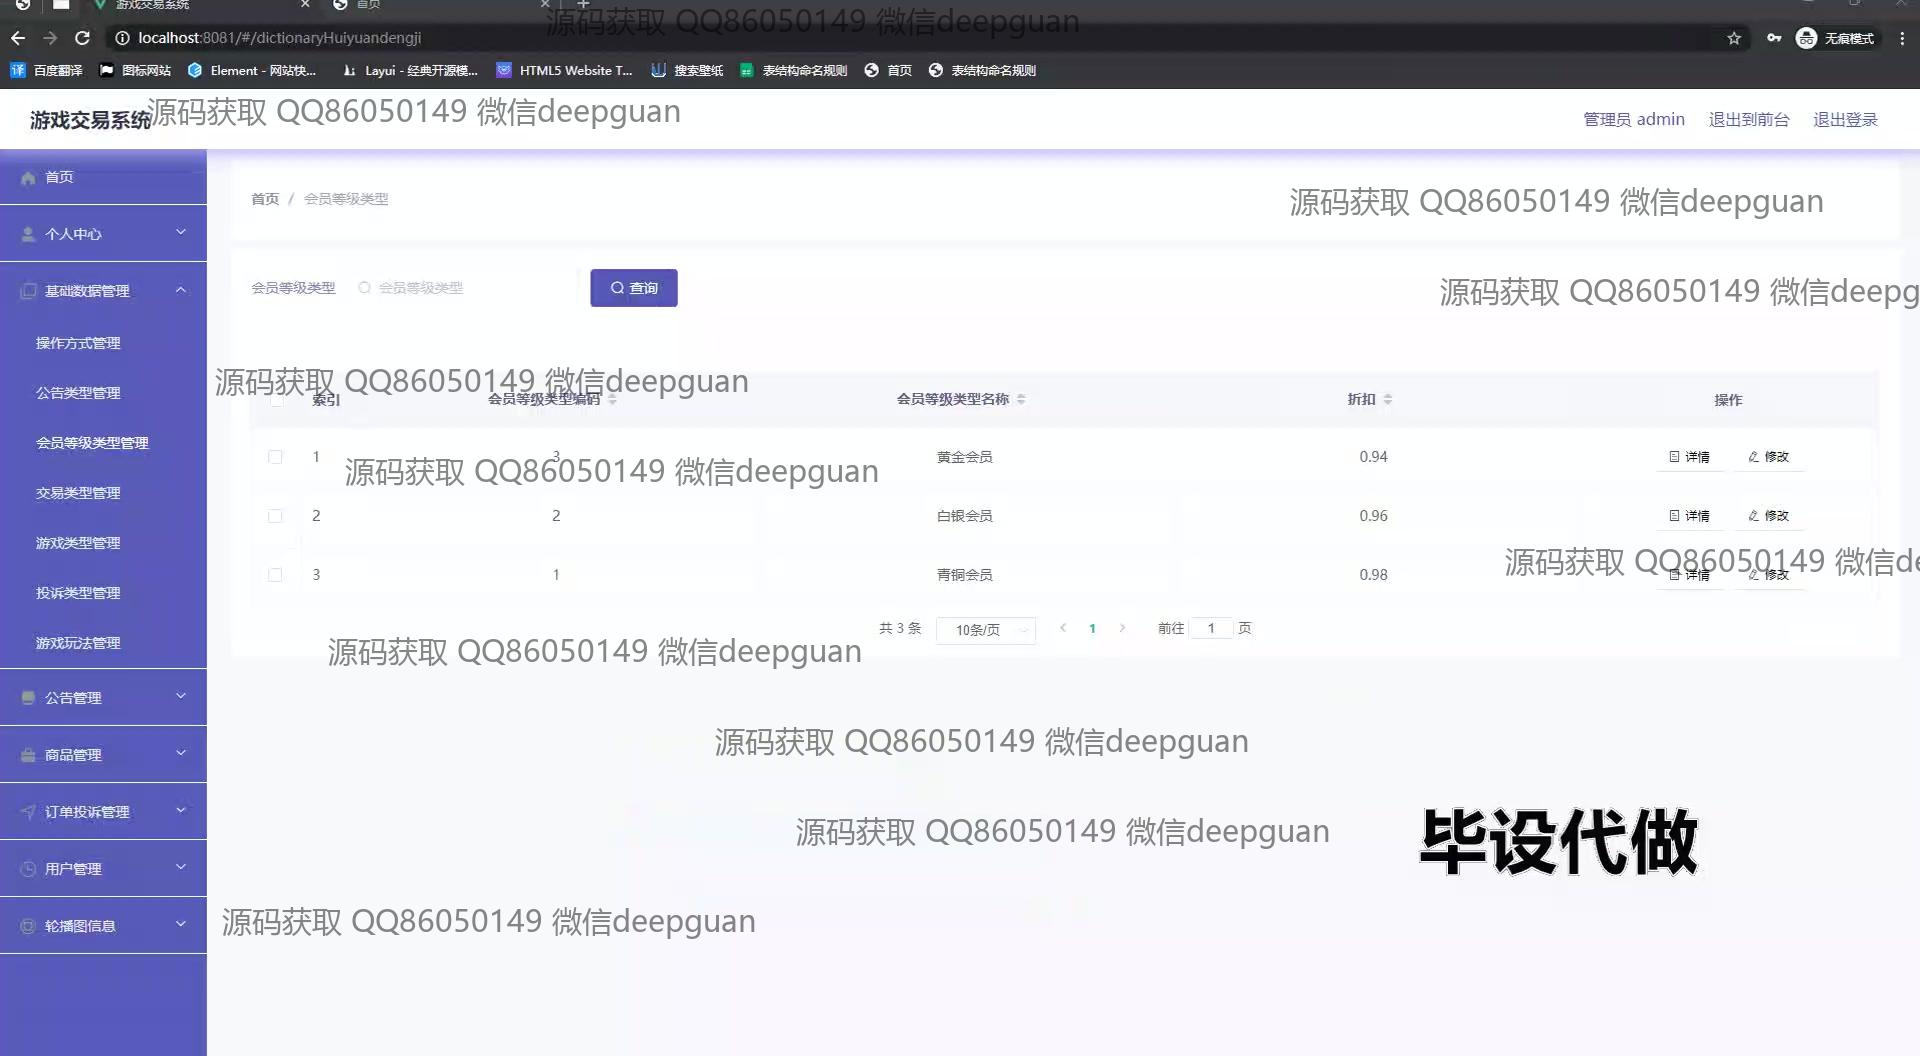 游戏交易系统
首页
源码获取 QQ86050149 微信deepguan
localhost:8081/#/dictionaryHuiyuandengji
无痕模式
百度翻译
图标网站
Element - 网站快...
Layui - 经典开源模...
HTML5 Website T...
搜索壁纸
表结构命名规则
首页
表结构命名规则
游戏交易系统
源码获取 QQ86050149 微信deepguan
管理员 admin
退出到前台
退出登录
首页
个人中心
基础数据管理
操作方式管理
公告类型管理
会员等级类型管理
交易类型管理
游戏类型管理
投诉类型管理
游戏玩法管理
公告管理
商品管理
订单投诉管理
用户管理
轮播图信息
首页 / 会员等级类型
源码获取 QQ86050149 微信deepguan
会员等级类型
会员等级类型
查询
源码获取 QQ86050149 微信deepg
源码获取 QQ86050149 微信deepguan
索引 会员等级类型编码 会员等级类型名称 折扣 操作
1 3 黄金会员 0.94 详情 修改
源码获取 QQ86050149 微信deepguan
2 2 白银会员 0.96 详情 修改
源码获取 QQ86050149 微信de
3 1 青铜会员 0.98 详情 修改
共 3 条 10条/页 1 前往 1 页
源码获取 QQ86050149 微信deepguan
源码获取 QQ86050149 微信deepguan
源码获取 QQ86050149 微信deepguan
毕设代做
源码获取 QQ86050149 微信deepguan